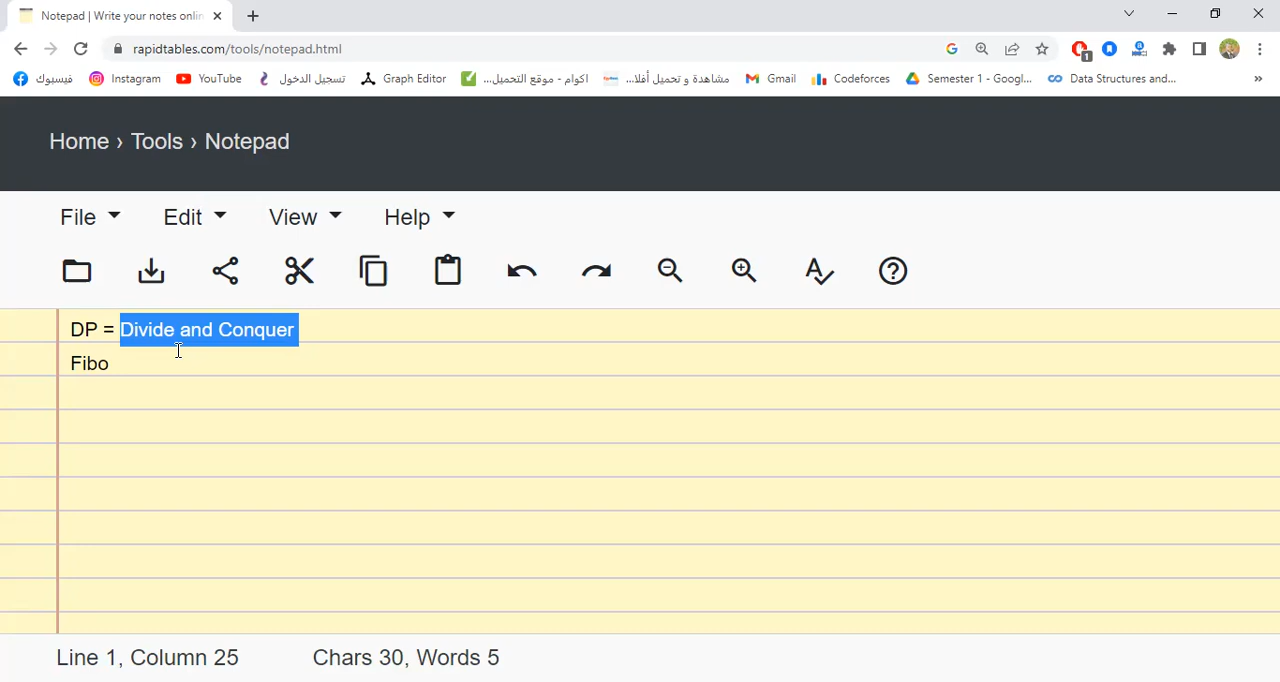 Notepad | Write your notes onlin
rapidtables.com/tools/notepad.html
1
فيسبوك Instagram YouTube تسجيل الدخول Graph Editor اكوام - موقع التحميل... مشاهدة و تحميل أفلا... Gmail Codeforces Semester 1 - Googl... Data Structures and... »
Home › Tools › Notepad
File Edit View Help
DP = Divide and Conquer
Fibo
Line 1, Column 25 Chars 30, Words 5